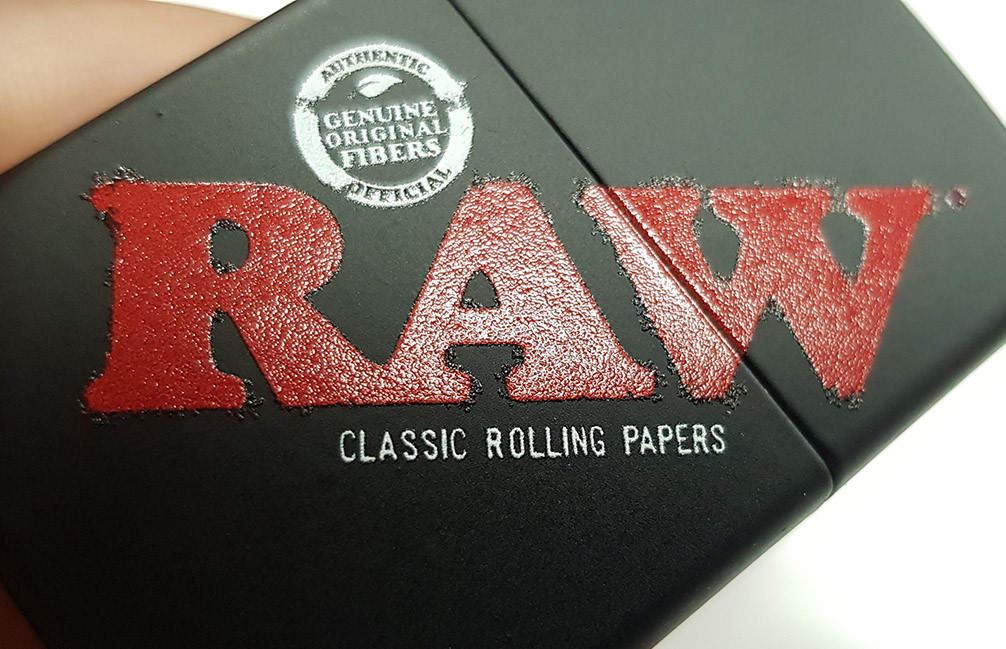 AUTHENTIC
GENUINE
ORIGINAL
FIBERS
OFFICIAL
RAW
CLASSIC ROLLING PAPERS